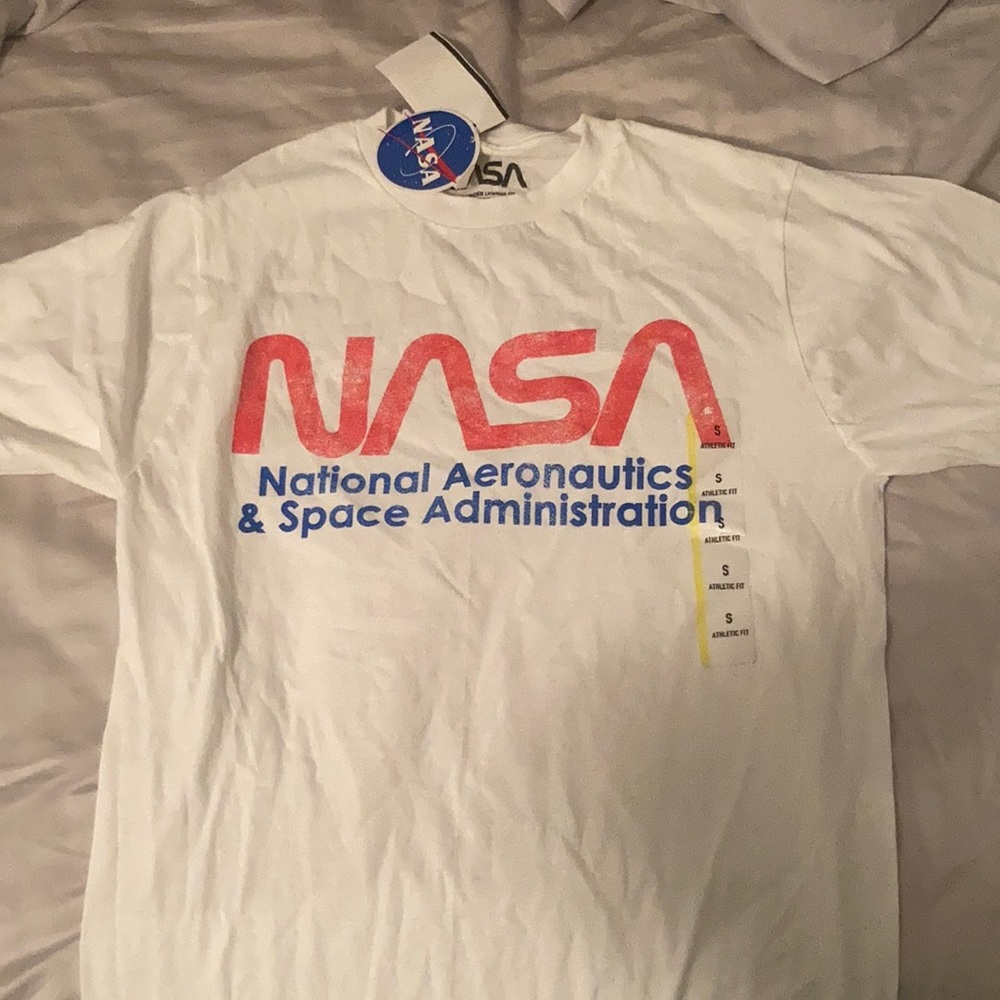 NASA
NASA
NASA
National Aeronautics
& Space Administration
S
ATHLETIC FIT
S
ATHLETIC FIT
S
ATHLETIC FIT
S
ATHLETIC FIT
S
ATHLETIC FIT